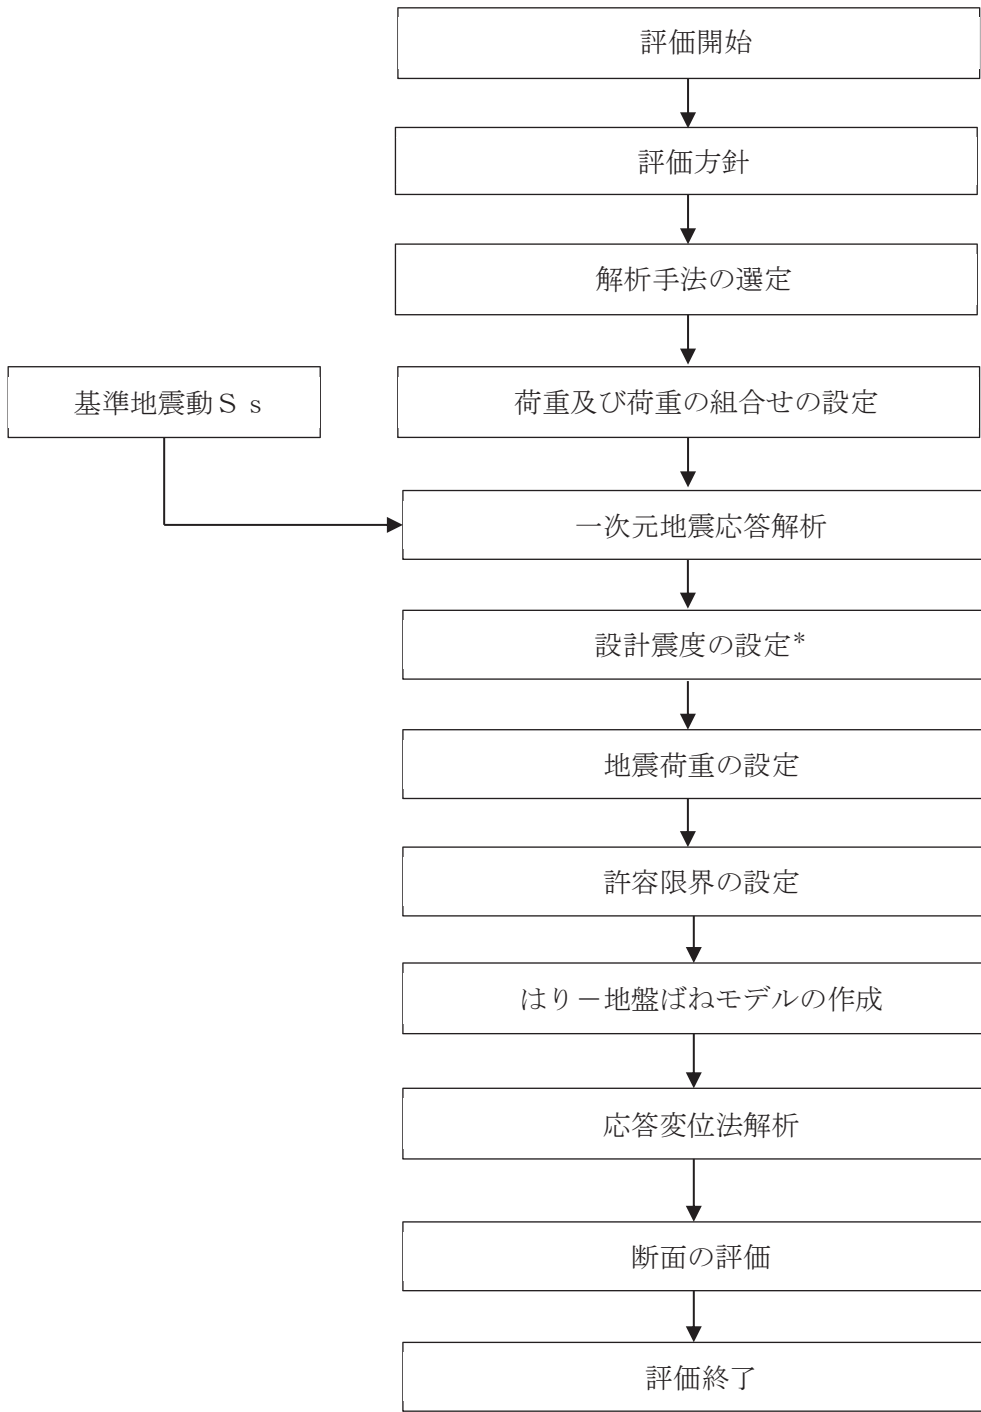 評価開始
評価方針
解析手法の選定
基準地震動Ｓｓ
荷重及び荷重の組合せの設定
一次元地震応答解析
設計震度の設定*
地震荷重の設定
許容限界の設定
はり－地盤ばねモデルの作成
応答変位法解析
断面の評価
評価終了